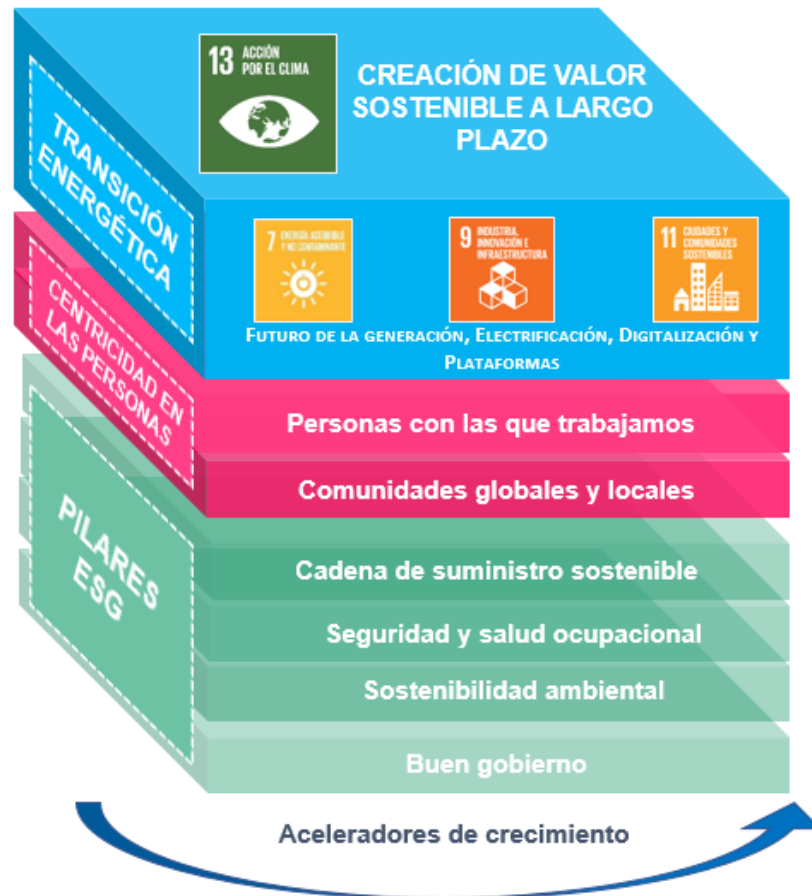 13 ACCIÓN
POR EL CLIMA
CREACIÓN DE VALOR
SOSTENIBLE A LARGO
PLAZO
TRANSICIÓN
ENERGÉTICA
7 ENERGÍA ASEQUIBLE
Y NO CONTAMINANTE
9 INDUSTRIA,
INNOVACIÓN E
INFRAESTRUCTURA
11 CIUDADES Y
COMUNIDADES
SOSTENIBLES
FUTURO DE LA GENERACIÓN, ELECTRIFICACIÓN, DIGITALIZACIÓN Y
PLATAFORMAS
CENTRICIDAD EN
LAS PERSONAS
Personas con las que trabajamos
Comunidades globales y locales
PILARES
ESG
Cadena de suministro sostenible
Seguridad y salud ocupacional
Sostenibilidad ambiental
Buen gobierno
Aceleradores de crecimiento